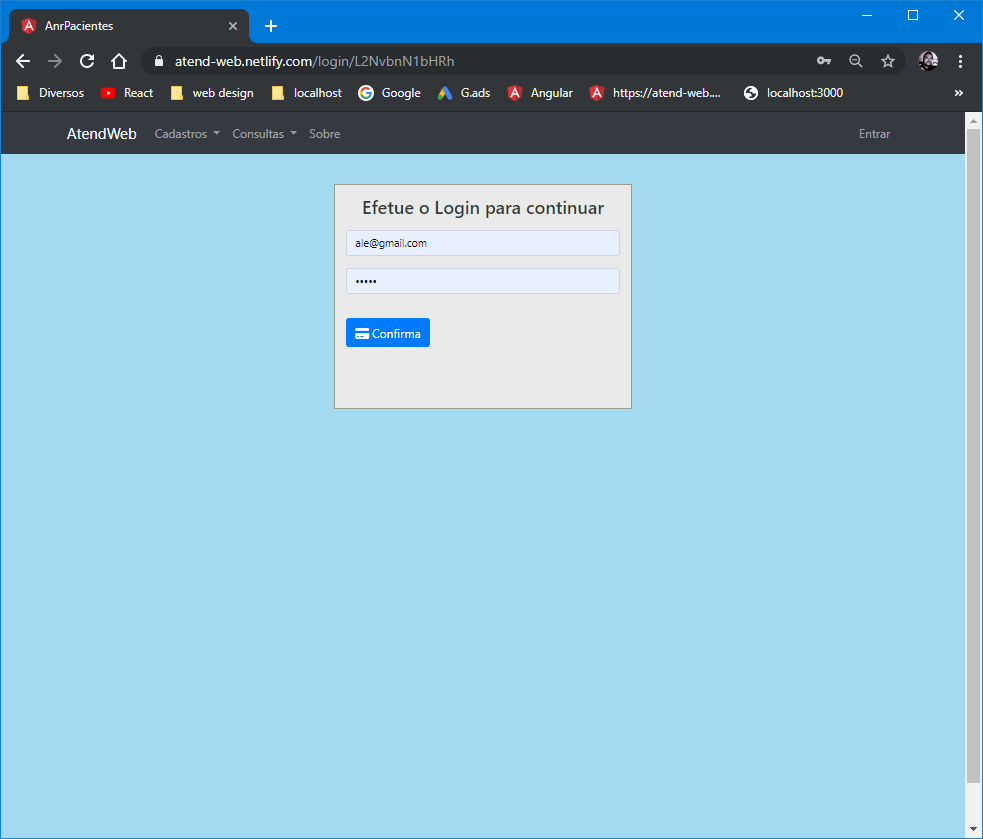 AnrPacientes
atend-web.netlify.com/login/L2NvbnN1bHRh
Diversos React web design localhost Google G.ads Angular https://atend-web.... localhost:3000 »
AtendWeb Cadastros Consultas Sobre Entrar
Efetue o Login para continuar
ale@gmail.com
•••••
Confirma